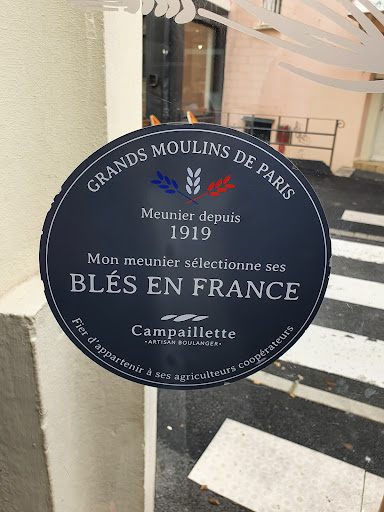 GRANDS MOULINS DE PARIS
Meunier depuis
1919
Mon meunier sélectionne ses
BLÉS EN FRANCE
Campaillette
•ARTISAN BOULANGER•
Fier d'appartenir à ses agriculteurs coopérateurs